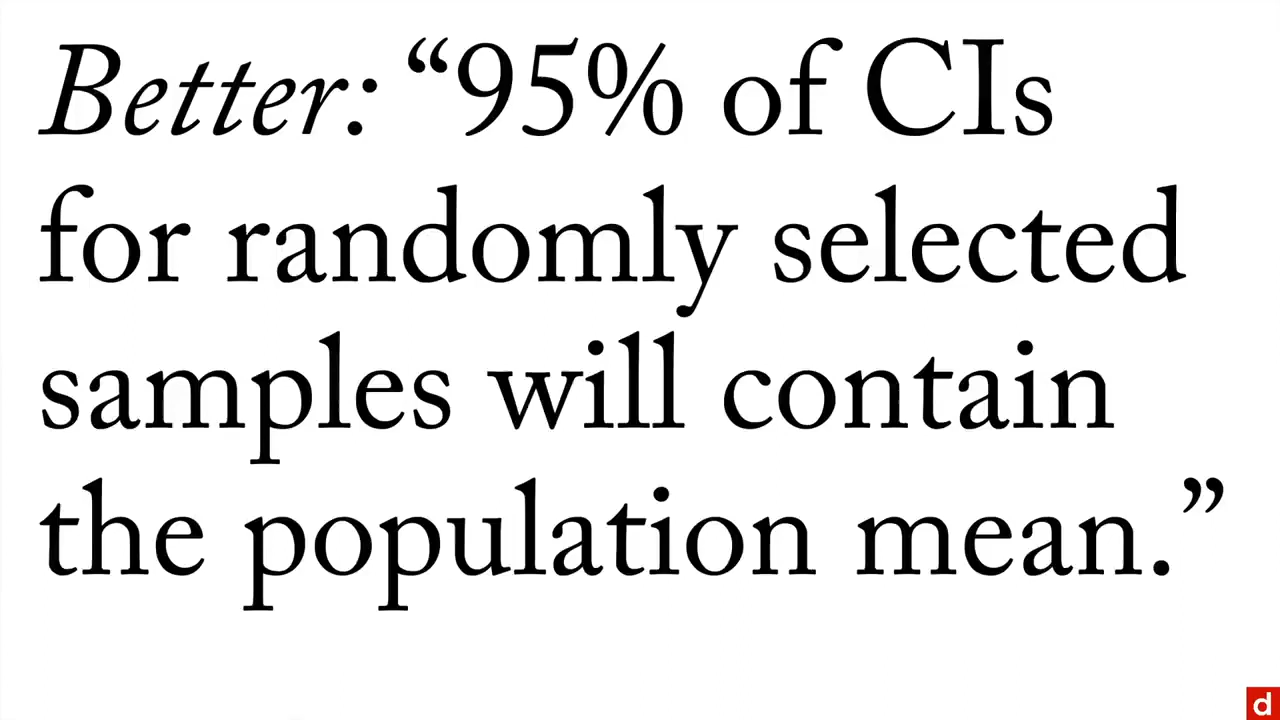 Better: “95% of CIs
for randomly selected
samples will contain
the population mean.”
d